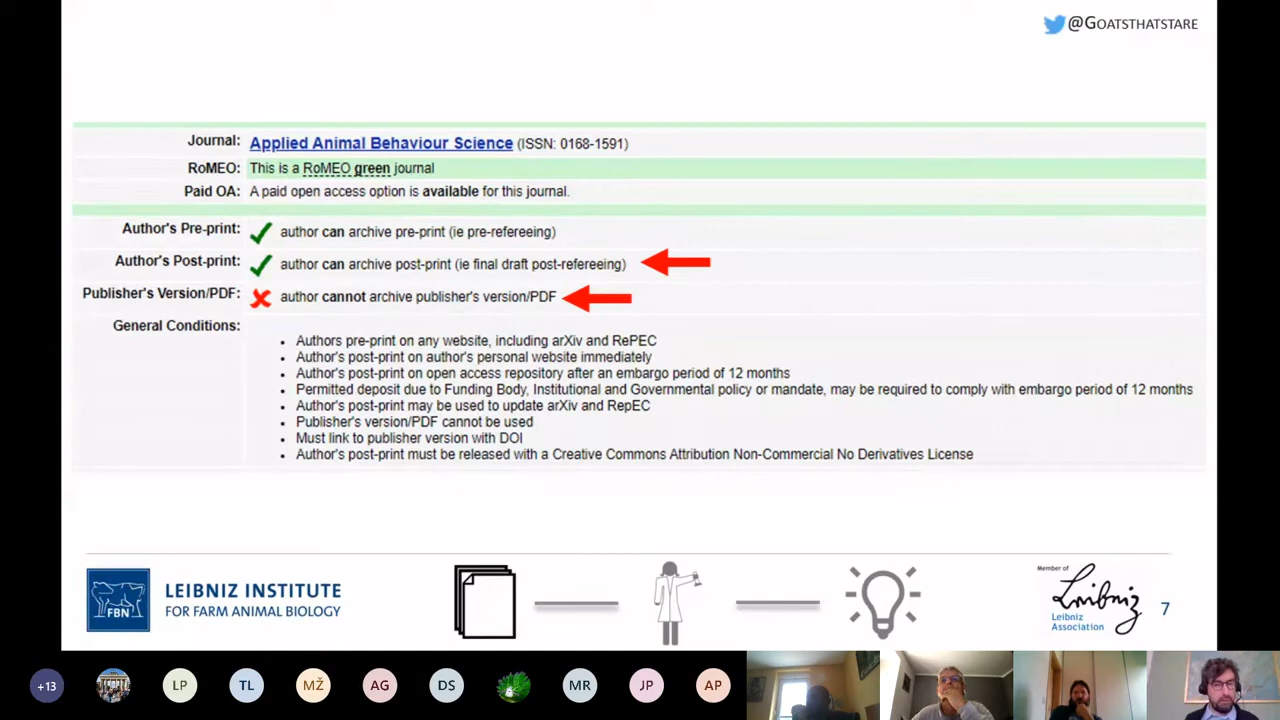 @GOATSTHATSTARE
Journal: Applied Animal Behaviour Science (ISSN: 0168-1591)
RoMEO: This is a RoMEO green journal
Paid OA: A paid open access option is available for this journal.
Author's Pre-print: author can archive pre-print (ie pre-refereeing)
Author's Post-print: author can archive post-print (ie final draft post-refereeing)
Publisher's Version/PDF: author cannot archive publisher's version/PDF
General Conditions:
• Authors pre-print on any website, including arXiv and RePEC
• Author's post-print on author's personal website immediately
• Author's post-print on open access repository after an embargo period of 12 months
• Permitted deposit due to Funding Body, Institutional and Governmental policy or mandate, may be required to comply with embargo period of 12 months
• Author's post-print may be used to update arXiv and RepEC
• Publisher's version/PDF cannot be used
• Must link to publisher version with DOI
• Author's post-print must be released with a Creative Commons Attribution Non-Commercial No Derivatives License
FBN
LEIBNIZ INSTITUTE
FOR FARM ANIMAL BIOLOGY
Member of
Leibniz
Leibniz
Association
7
+13
LP
TL
MŽ
AG
DS
MR
JP
AP